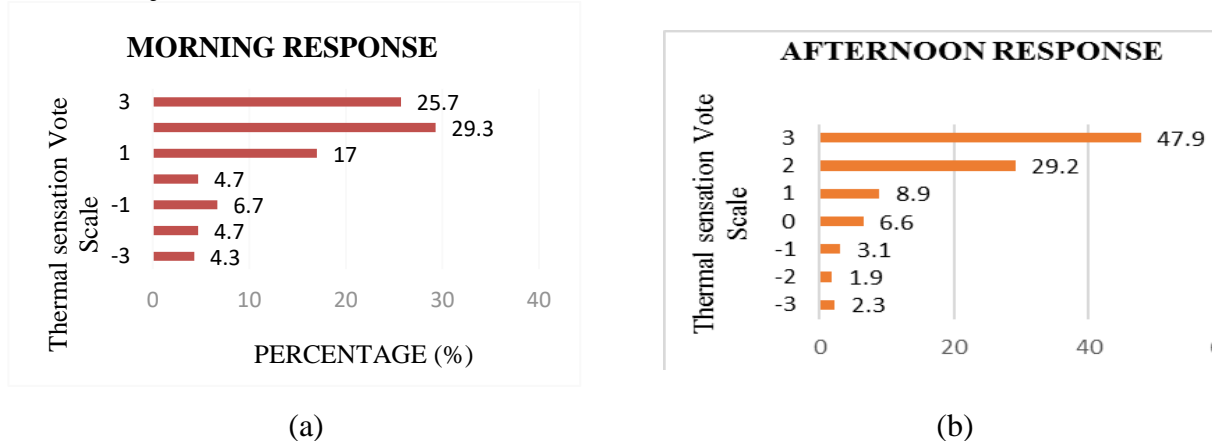 MORNING RESPONSE
Thermal sensation Vote
Scale
3 25.7
29.3
1 17
4.7
-1 6.7
4.7
-3 4.3
0 10 20 30 40
PERCENTAGE (%)
(a)
AFTERNOON RESPONSE
Thermal sensation Vote
Scale
3 47.9
2 29.2
1 8.9
0 6.6
-1 3.1
-2 1.9
-3 2.3
0 20 40
(b)